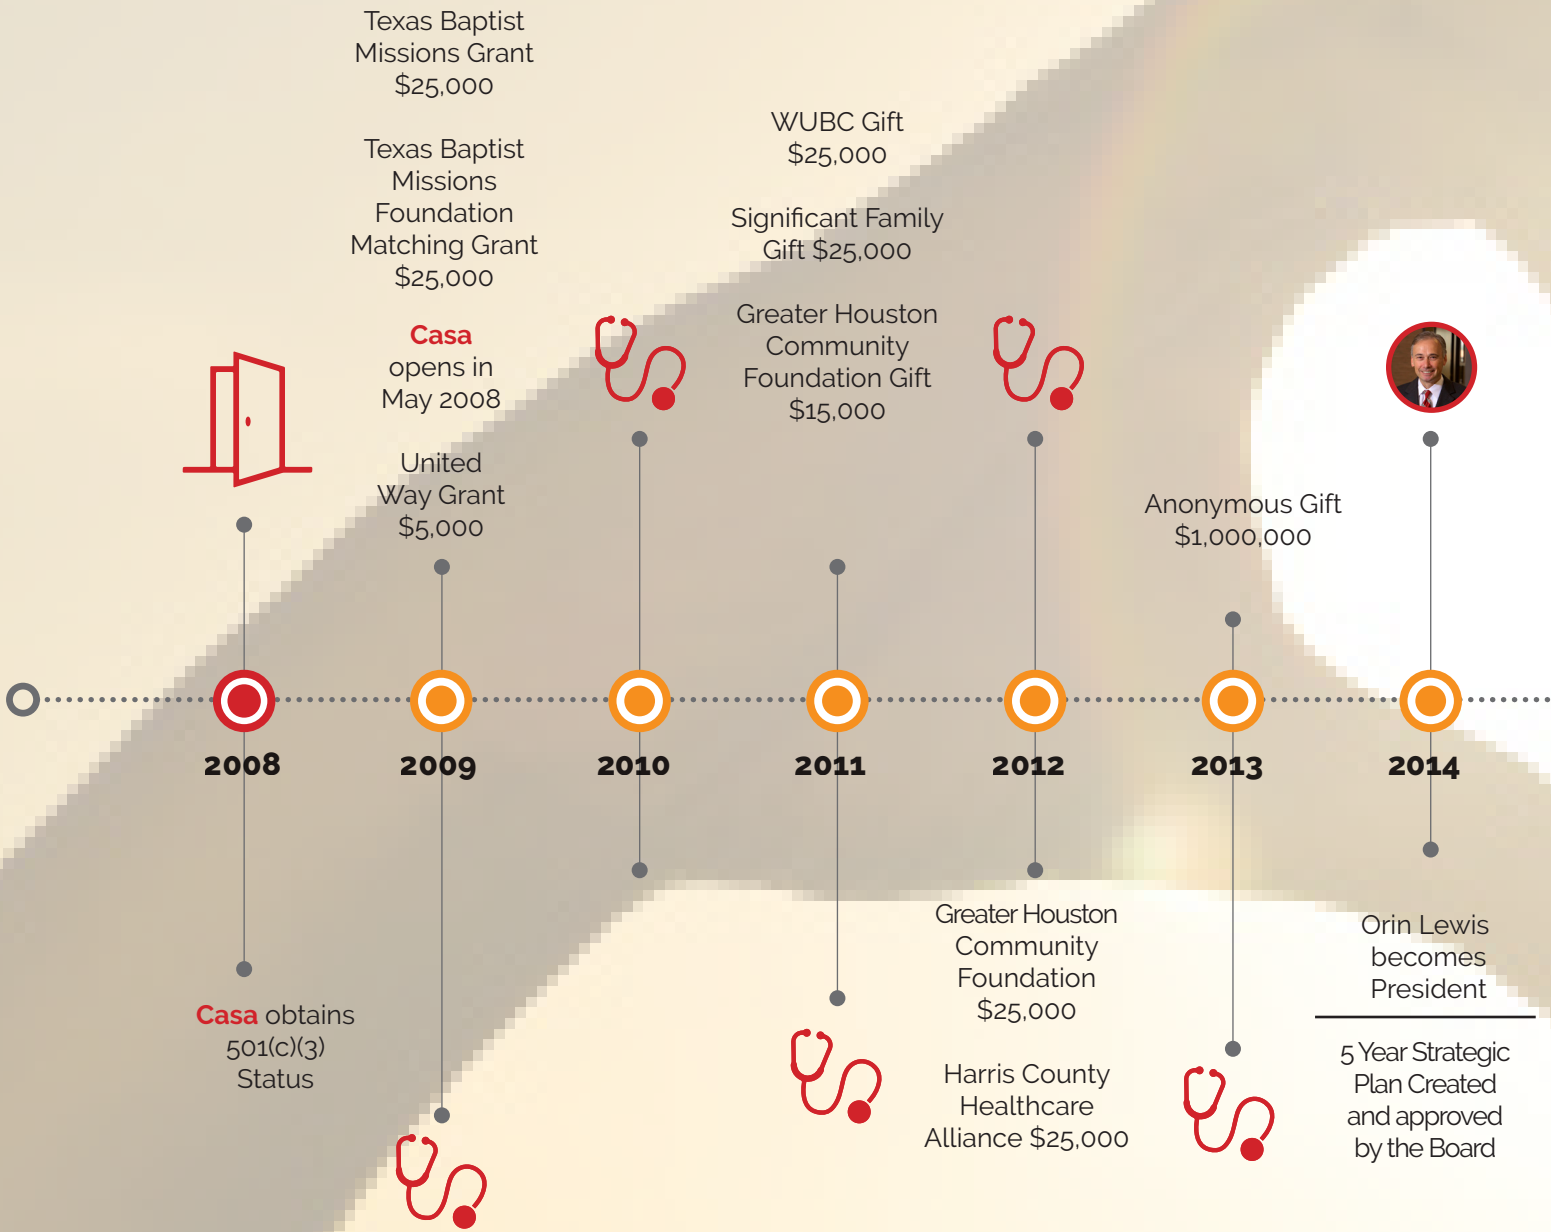 Texas Baptist
Missions Grant
$25,000
Texas Baptist
Missions
Foundation
Matching Grant
$25,000
Casa
opens in
May 2008
United
Way Grant
$5,000
WUBC Gift
$25,000
Significant Family
Gift $25,000
Greater Houston
Community
Foundation Gift
$15,000
Anonymous Gift
$1,000,000
2008
2009
2010
2011
2012
2013
2014
Casa obtains
501(c)(3)
Status
Greater Houston
Community
Foundation
$25,000
Harris County
Healthcare
Alliance $25,000
Orin Lewis
becomes
President
5 Year Strategic
Plan Created
and approved
by the Board